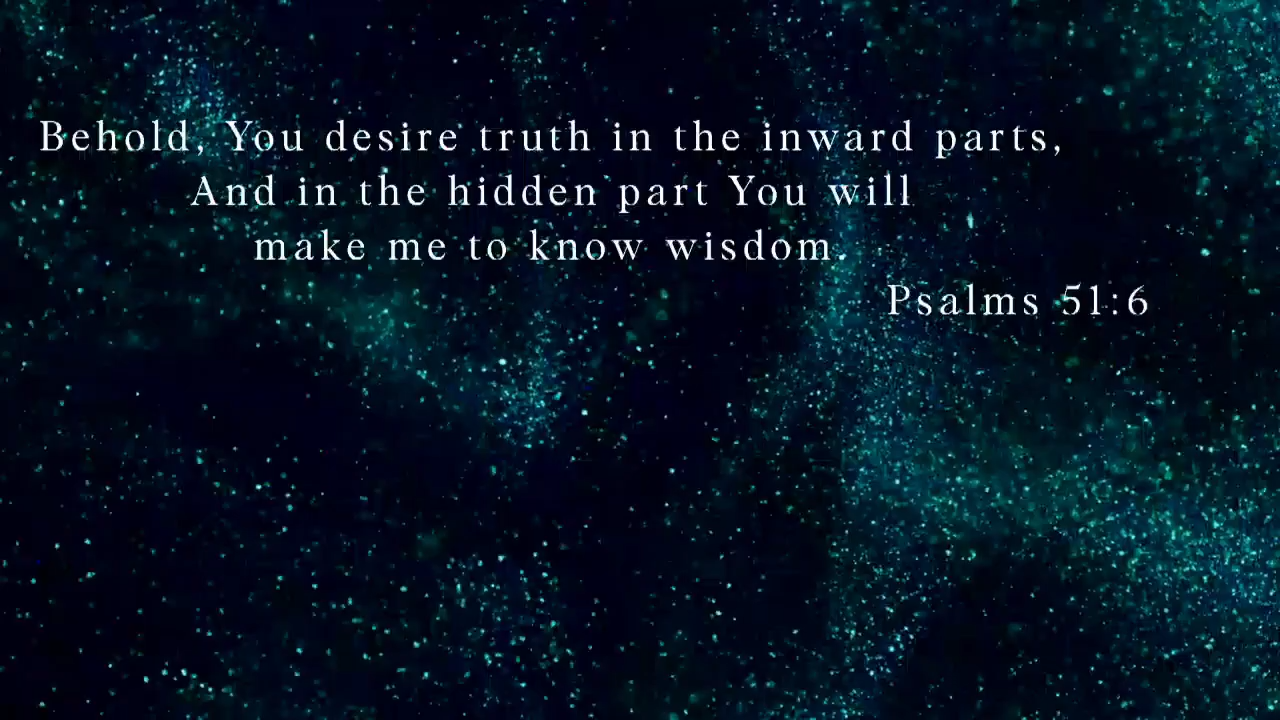 Behold, You desire truth in the inward parts,
And in the hidden part You will
make me to know wisdom.
Psalms 51:6